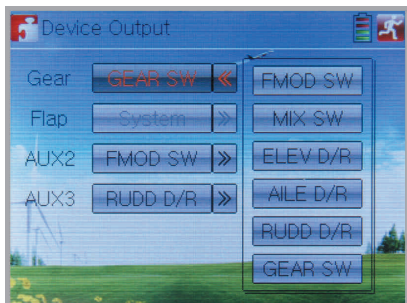 Device Output
Gear GEAR SW
Flap System
AUX2 FMOD SW
AUX3 RUDD D/R
FMOD SW
MIX SW
ELEV D/R
AILE D/R
RUDD D/R
GEAR SW